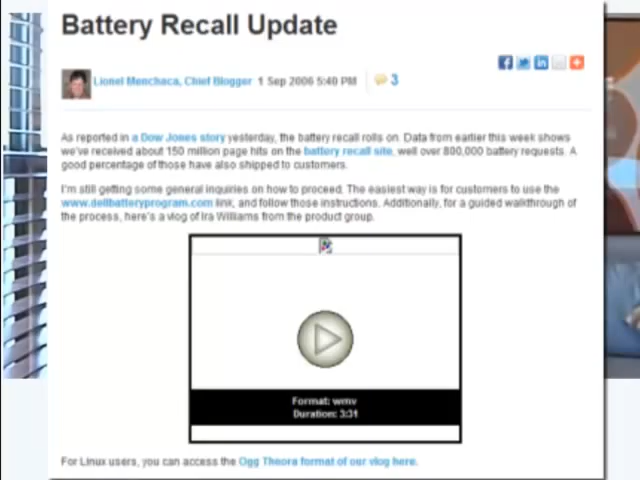 Battery Recall Update
Lionel Menchaca, Chief Blogger 1 Sep 2006 5:40 PM 3
As reported in a Dow Jones story yesterday, the battery recall rolls on. Data from earlier this week shows
we've received about 150 million page hits on the battery recall site, well over 800,000 battery requests. A
good percentage of those have also shipped to customers.
I'm still getting some general inquiries on how to proceed. The easiest way is for customers to use the
www.dellbatteryprogram.com link, and follow those instructions. Additionally, for a guided walkthrough of
the process, here's a vlog of Ira Williams from the product group.
Format: wmv
Duration: 3:31
For Linux users, you can access the Ogg Theora format of our vlog here.